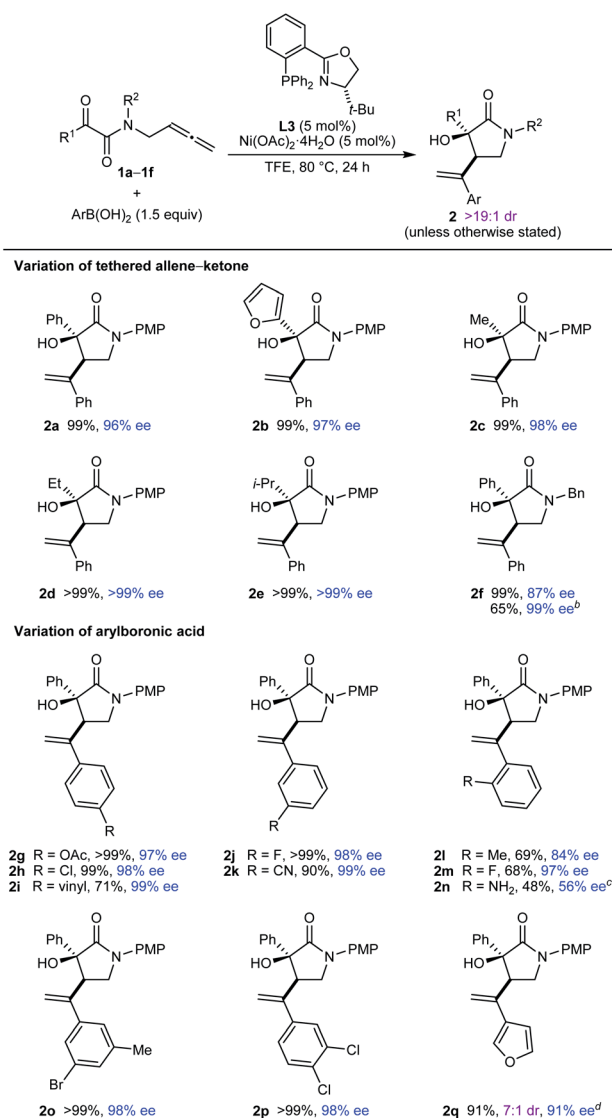 O
PPh2
N
t-Bu
L3 (5 mol%)
Ni(OAc)2·4H2O (5 mol%)
TFE, 80 °C, 24 h
O
R2
R1
N
O
1a–1f
+
ArB(OH)2 (1.5 equiv)
O
R1
HO
N
R2
Ar
2 >19:1 dr
(unless otherwise stated)
Variation of tethered allene–ketone
O
Ph
HO
N
PMP
Ph
2a 99%, 96% ee
O
O
HO
N
PMP
Ph
2b 99%, 97% ee
O
Me
HO
N
PMP
Ph
2c 99%, 98% ee
O
Et
HO
N
PMP
Ph
2d >99%, >99% ee
O
i-Pr
HO
N
PMP
Ph
2e >99%, >99% ee
O
Ph
HO
N
Bn
Ph
2f 99%, 87% ee
65%, 99% eeb
Variation of arylboronic acid
O
Ph
HO
N
PMP
R
2g R = OAc, >99%, 97% ee
2h R = Cl, 99%, 98% ee
2i R = vinyl, 71%, 99% ee
O
Ph
HO
N
PMP
R
2j R = F, >99%, 98% ee
2k R = CN, 90%, 99% ee
O
Ph
HO
N
PMP
R
2l R = Me, 69%, 84% ee
2m R = F, 68%, 97% ee
2n R = NH2, 48%, 56% eec
O
Ph
HO
N
PMP
Me
Br
2o >99%, 98% ee
O
Ph
HO
N
PMP
Cl
Cl
2p >99%, 98% ee
O
Ph
HO
N
PMP
O
2q 91%, 7:1 dr, 91% eed